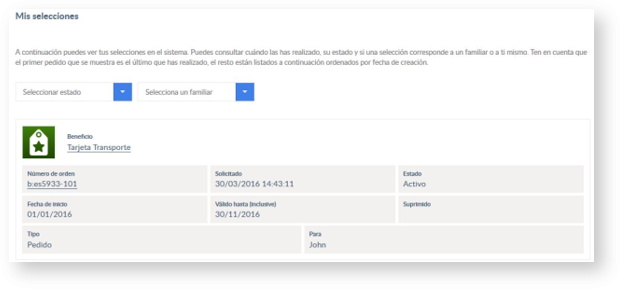 Mis selecciones
A continuación puedes ver tus selecciones en el sistema. Puedes consultar cuándo las has realizado, su estado y si una selección corresponde a un familiar o a ti mismo. Ten en cuenta que
el primer pedido que se muestra es el último que has realizado, el resto están listados a continuación ordenados por fecha de creación.
Seleccionar estado
Selecciona un familiar
Beneficio
Tarjeta Transporte
Número de orden
b:es5933-101
Solicitado
30/03/2016 14:43:11
Estado
Activo
Fecha de inicio
01/01/2016
Válido hasta (inclusive)
30/11/2016
Suprimido
Tipo
Pedido
Para
John